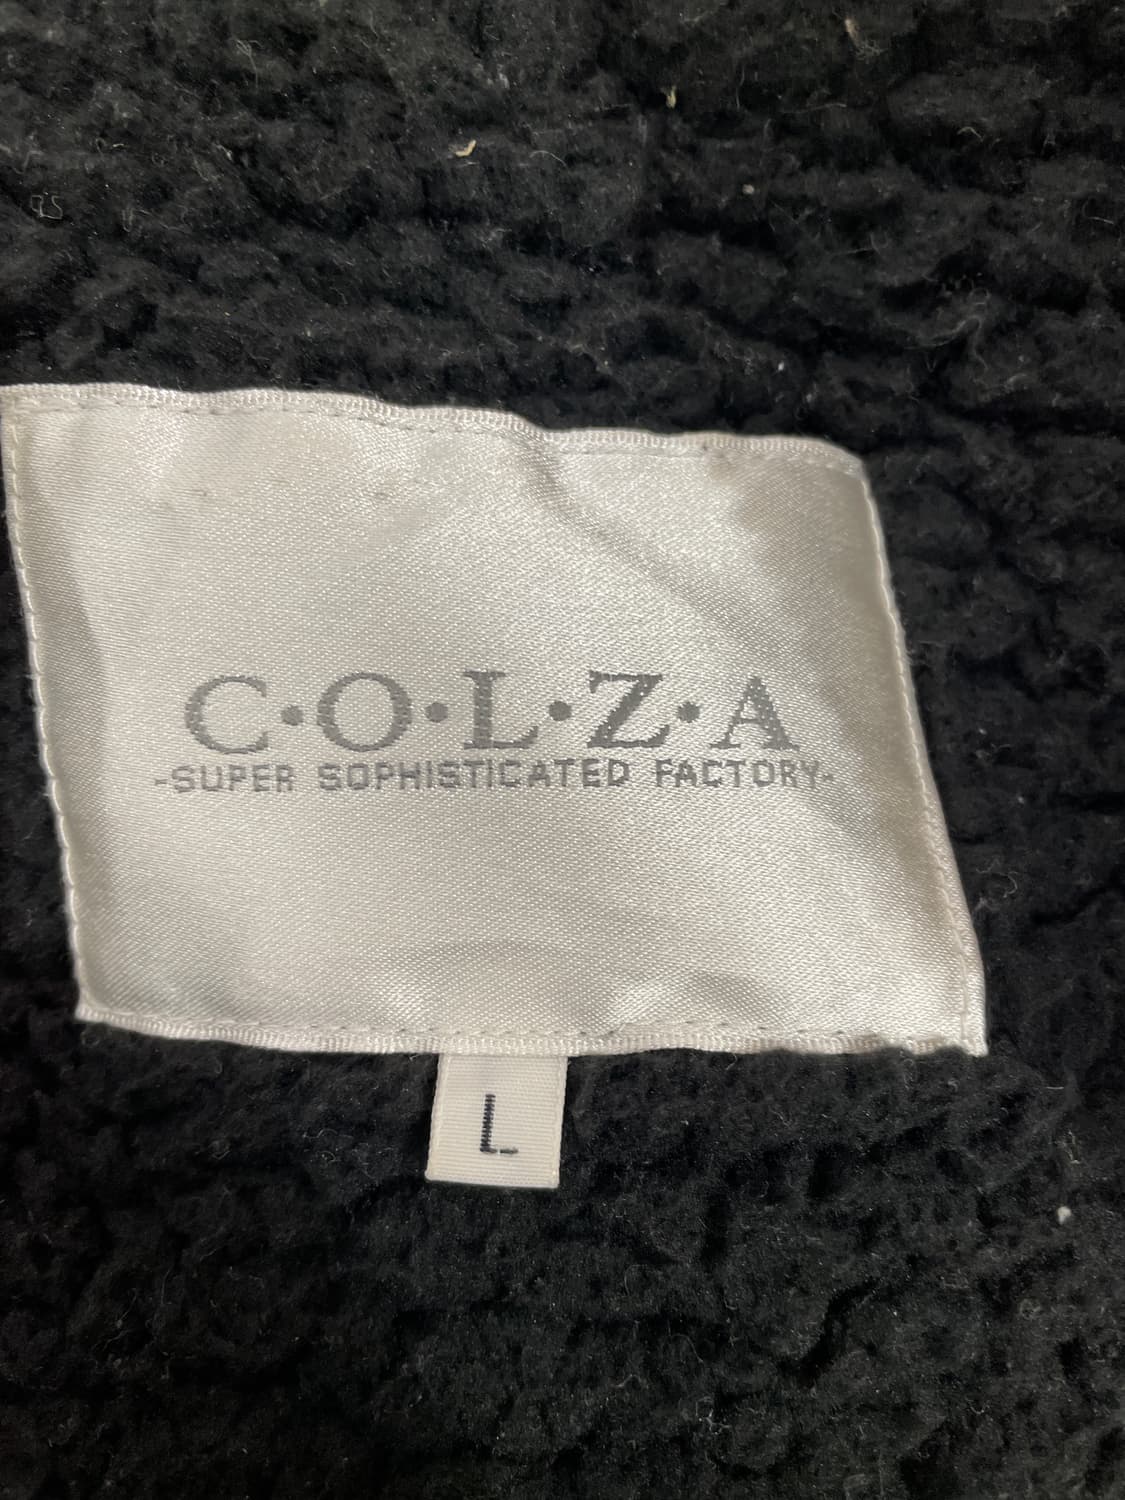 C·O·L·Z·A
-SUPER SOPHISTICATED FACTORY-
L